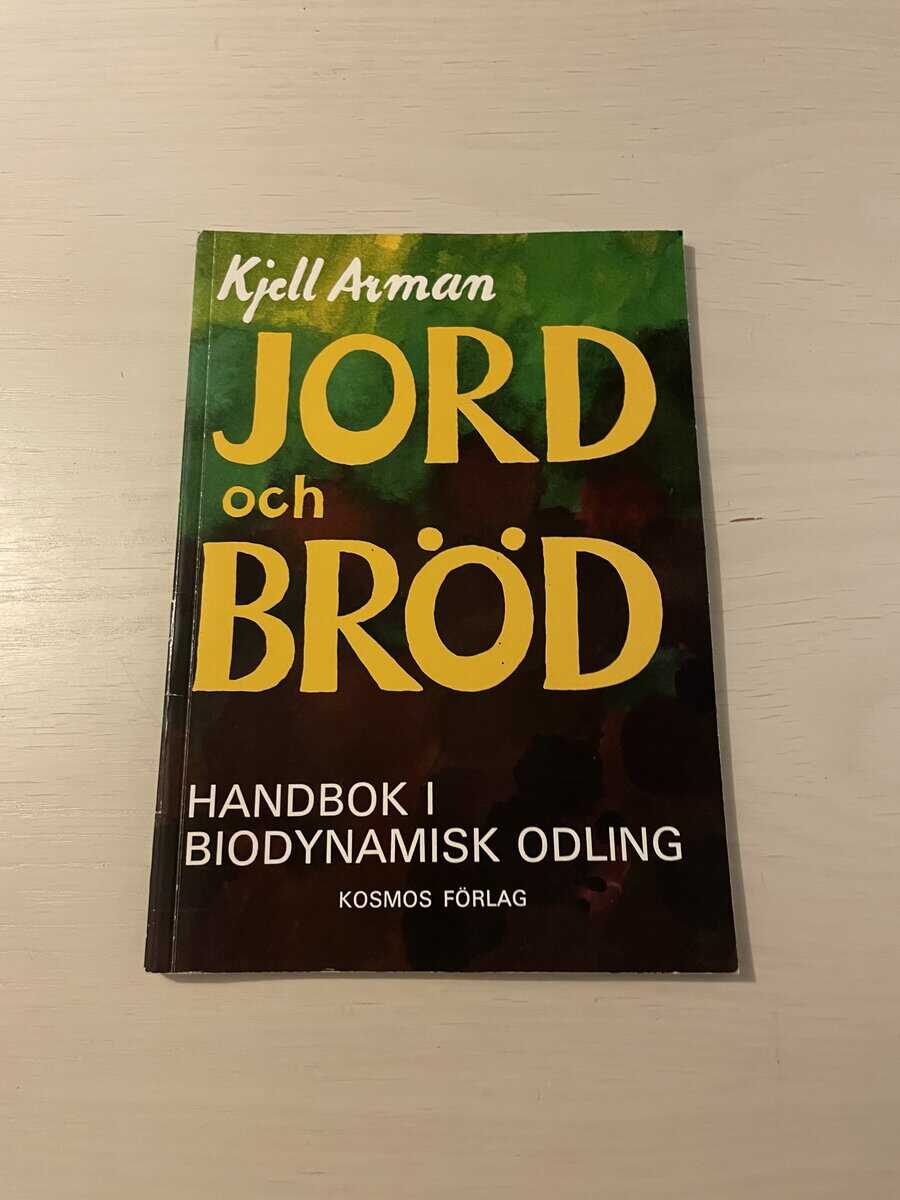 Kjell Arman
JORD
och
BRÖD
HANDBOK I
BIODYNAMISK ODLING
KOSMOS FÖRLAG